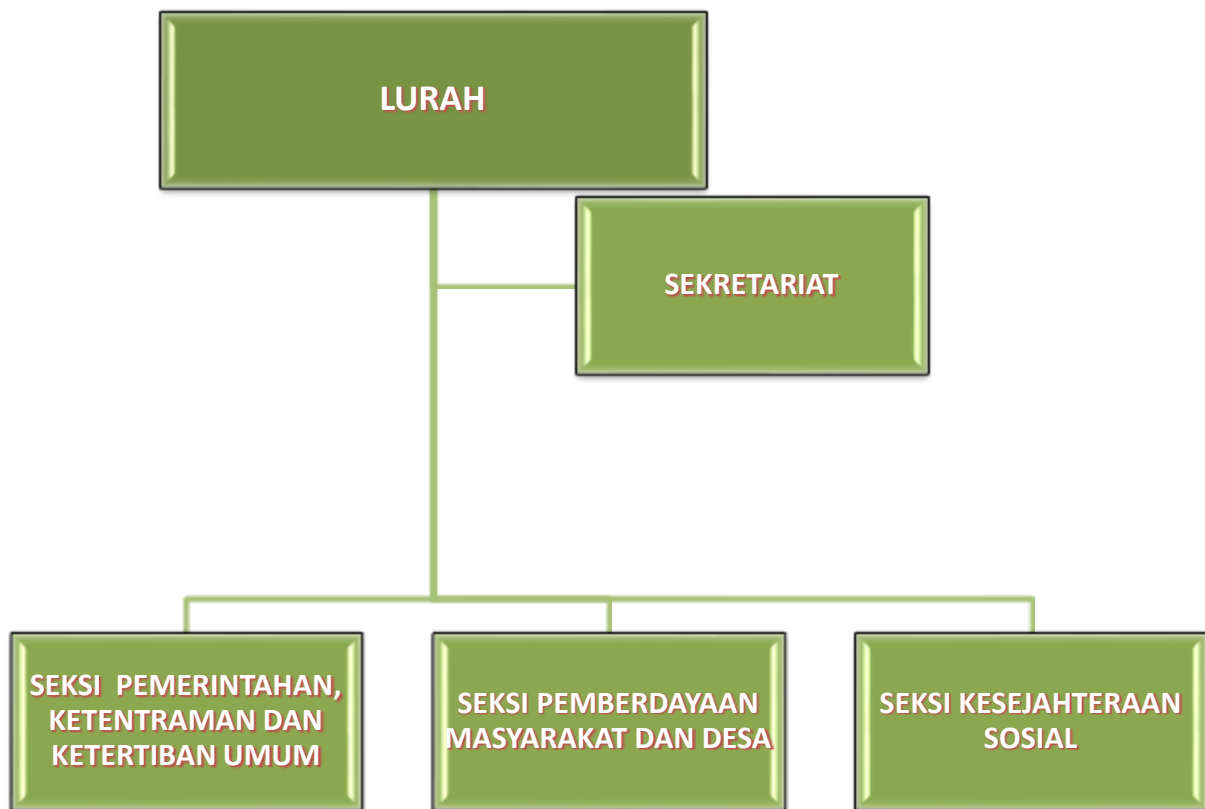 LURAH
SEKRETARIAT
SEKSI  PEMERINTAHAN,
KETENTRAMAN DAN
KETERTIBAN UMUM
SEKSI PEMBERDAYAAN
MASYARAKAT DAN DESA
SEKSI KESEJAHTERAAN
SOSIAL